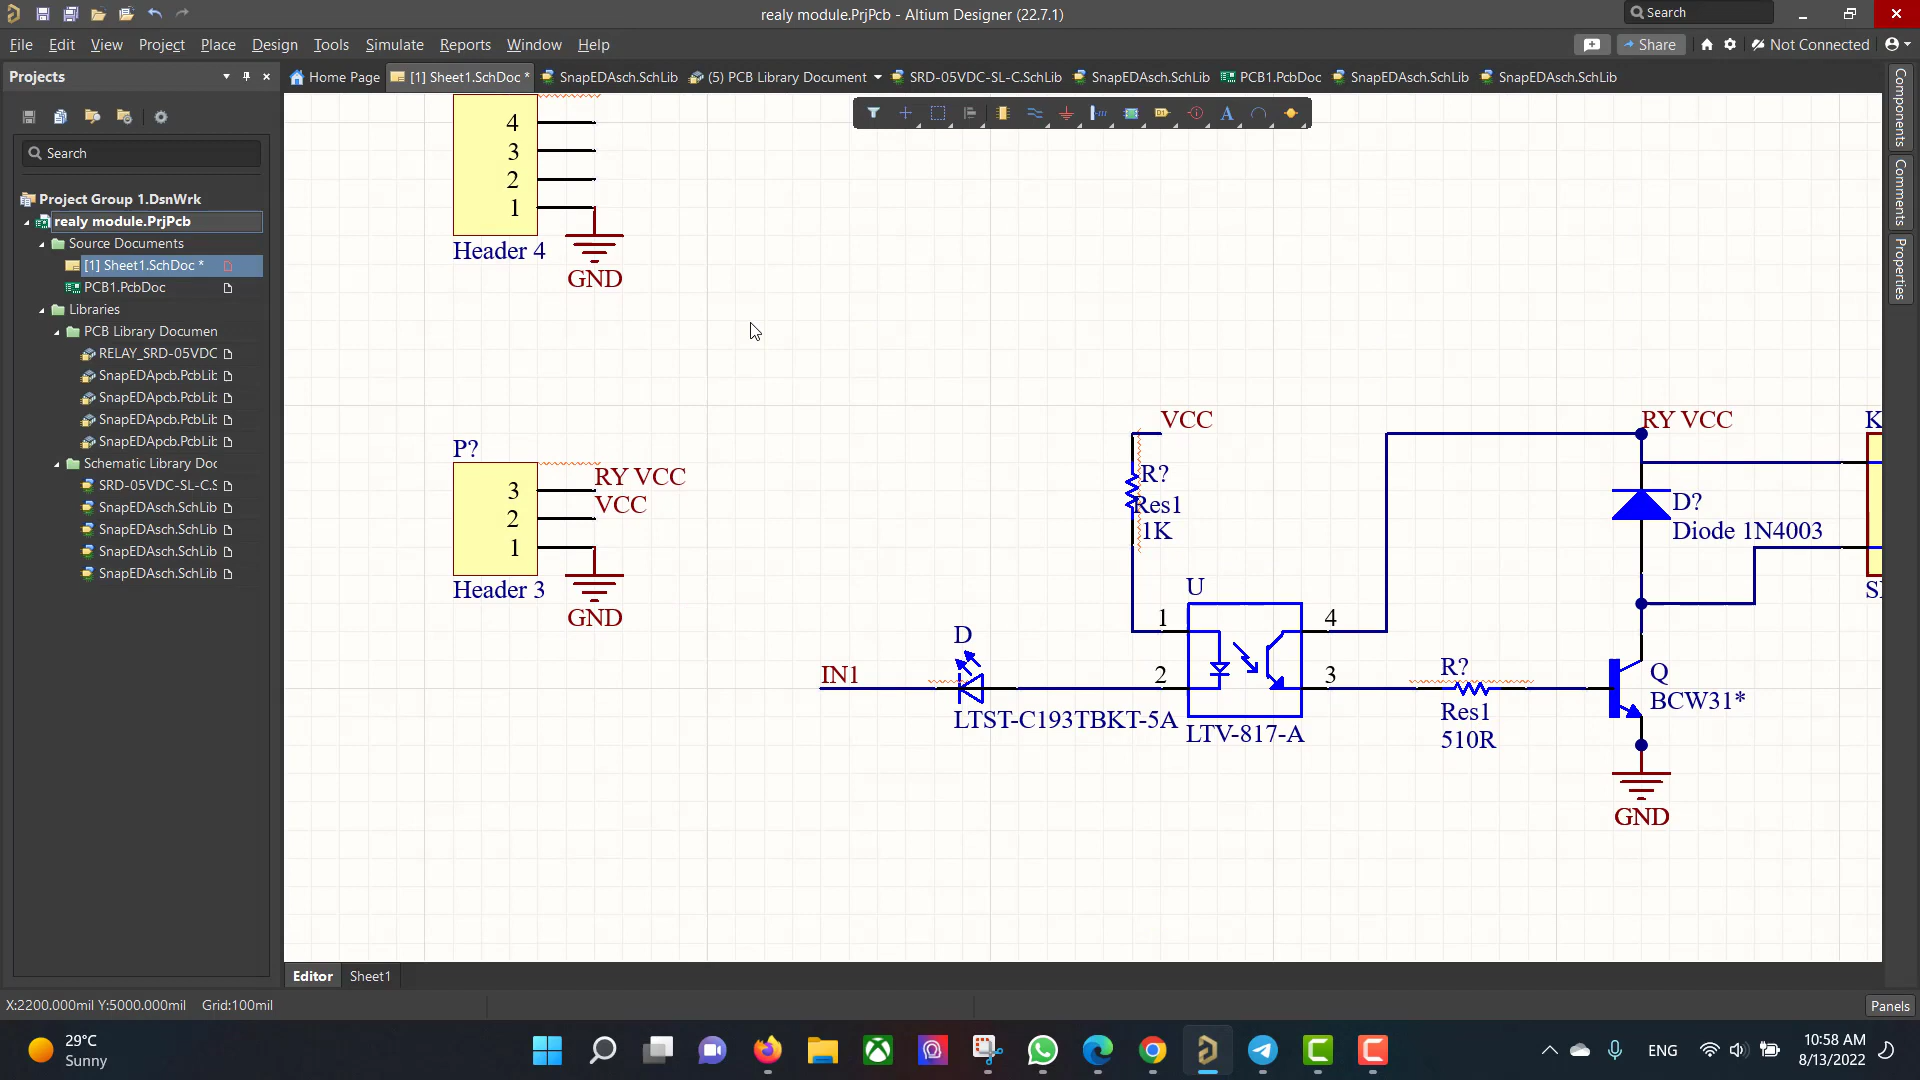 realy module.PrjPcb - Altium Designer (22.7.1)
Search
File Edit View Project Place Design Tools Simulate Reports Window Help
Share
Not Connected
Projects
Home Page
[1] Sheet1.SchDoc *
SnapEDAsch.SchLib
(5) PCB Library Document
SRD-05VDC-SL-C.SchLib
SnapEDAsch.SchLib
PCB1.PcbDoc
SnapEDAsch.SchLib
SnapEDAsch.SchLib
Search
Project Group 1.DsnWrk
realy module.PrjPcb
Source Documents
[1] Sheet1.SchDoc *
PCB1.PcbDoc
Libraries
PCB Library Documen
RELAY_SRD-05VDC
SnapEDApcb.PcbLib
SnapEDApcb.PcbLib
SnapEDApcb.PcbLib
SnapEDApcb.PcbLib
Schematic Library Doc
SRD-05VDC-SL-C.S
SnapEDAsch.SchLib
SnapEDAsch.SchLib
SnapEDAsch.SchLib
SnapEDAsch.SchLib
4
3
2
1
Header 4
GND
P?
3
2
1
RY VCC
VCC
Header 3
GND
VCC
R?
Res1
1K
IN1
D
LTST-C193TBKT-5A
U
1
2
4
3
LTV-817-A
R?
Res1
510R
RY VCC
D?
Diode 1N4003
Q
BCW31*
GND
K
S
Components
Comments
Properties
Editor
Sheet1
X:2200.000mil Y:5000.000mil Grid:100mil
Panels
29°C
Sunny
ENG
10:58 AM
8/13/2022